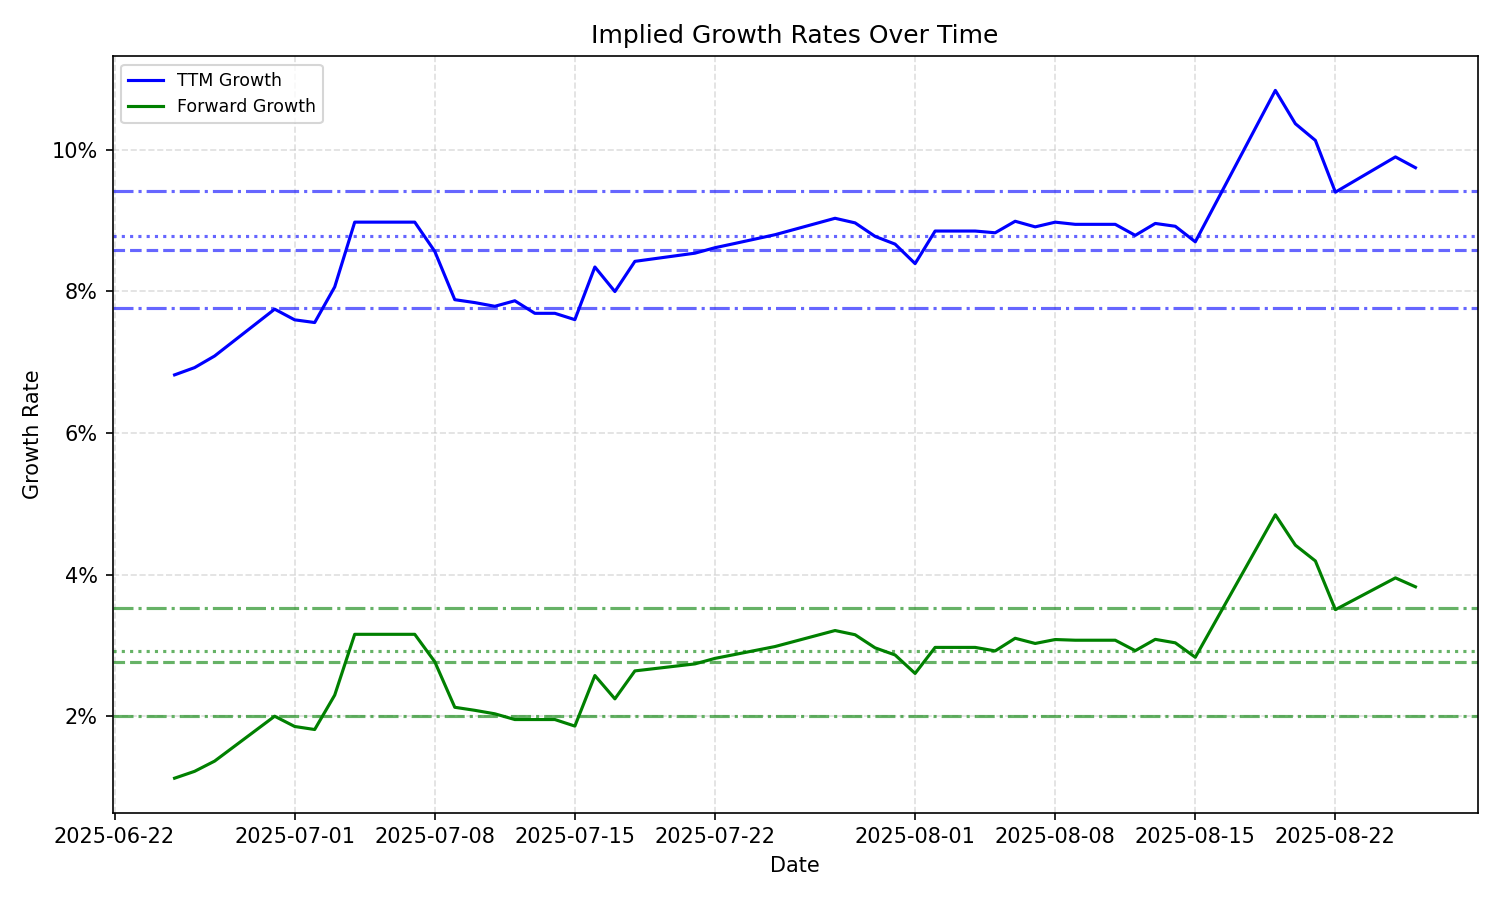 Implied Growth Rates Over Time
TTM Growth
Forward Growth
10%
8%
6%
4%
2%
Growth Rate
2025-06-22
2025-07-01
2025-07-08
2025-07-15
2025-07-22
2025-08-01
2025-08-08
2025-08-15
2025-08-22
Date